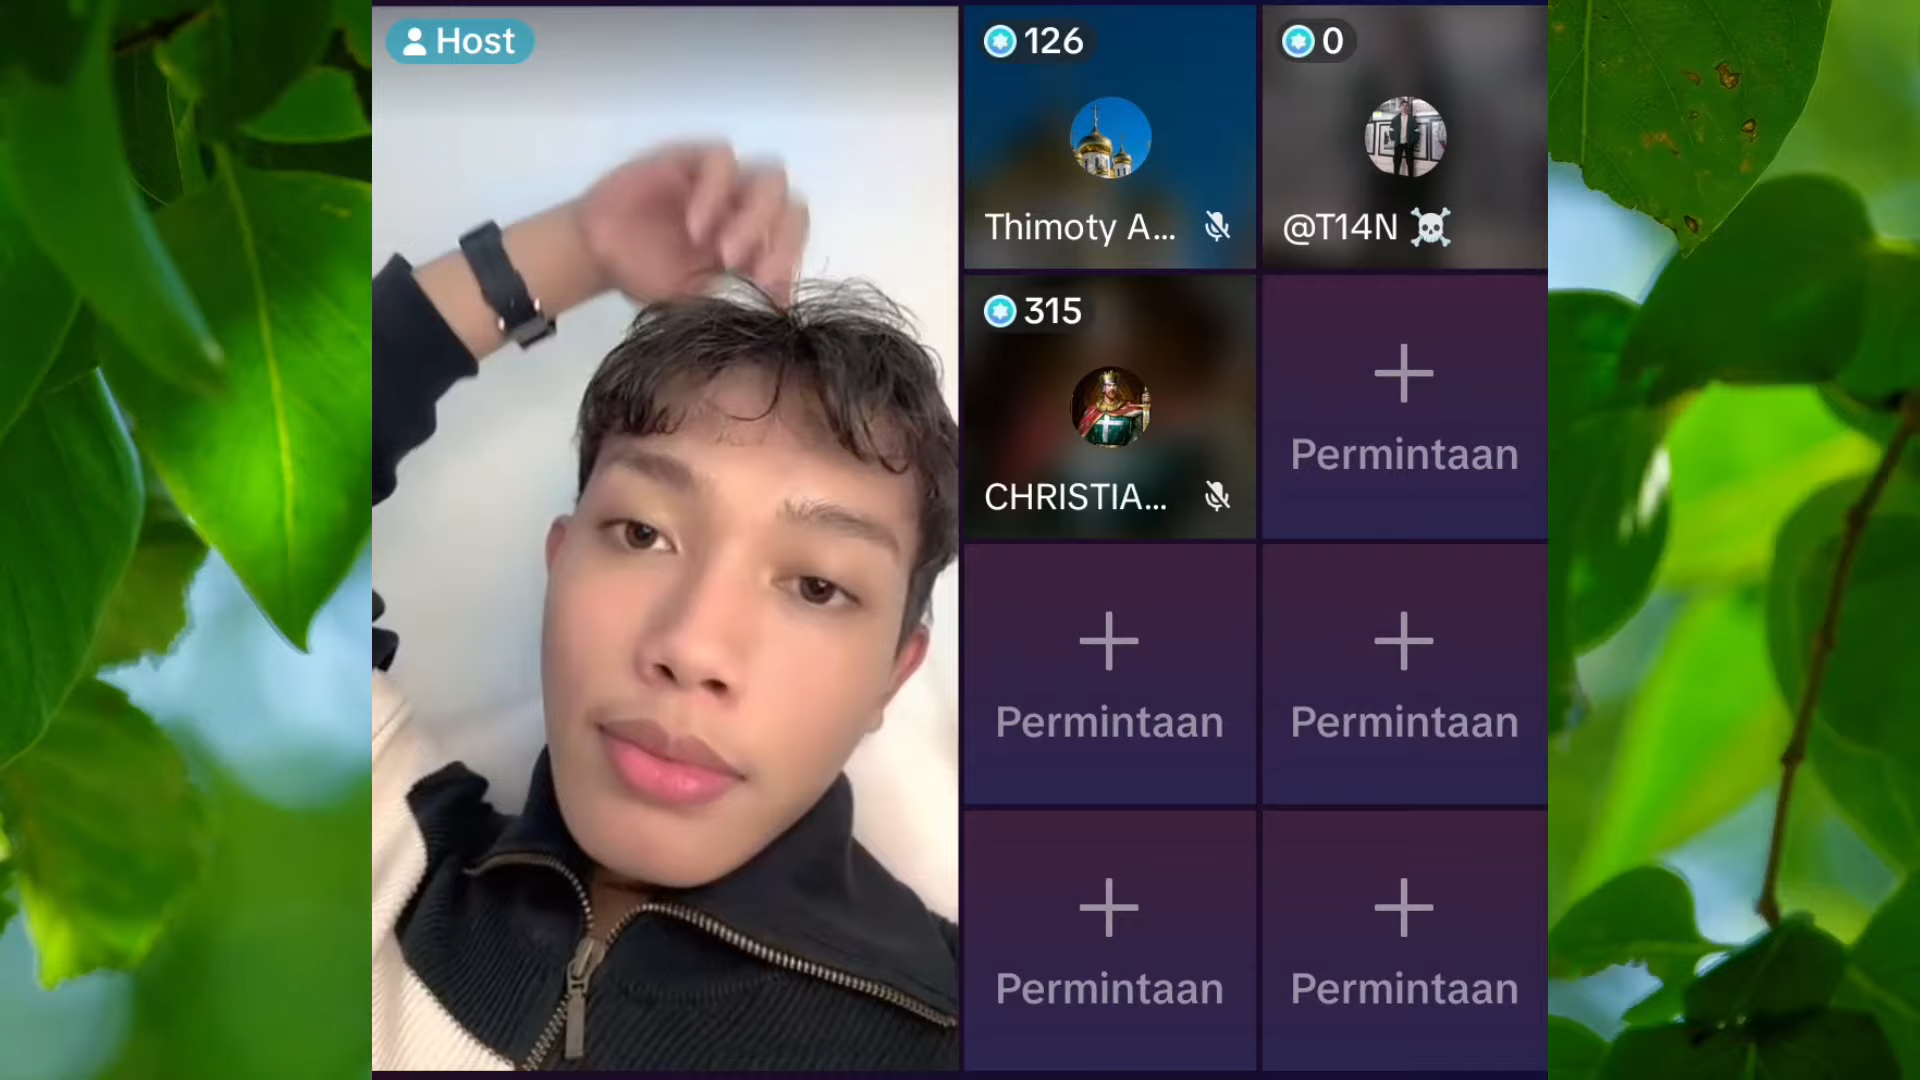 Host
126
0
Thimoty A...
@T14N ☠️
315
CHRISTIA...
Permintaan
Permintaan
Permintaan
Permintaan
Permintaan